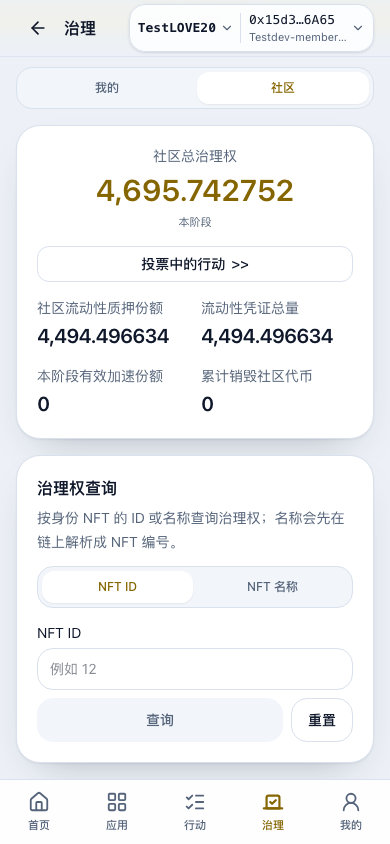 治理
TestLOVE20
0x15d3…6A65
Testdev-member...
我的
社区
社区总治理权
4,695.742752
本阶段
投票中的行动 >>
社区流动性质押份额
流动性凭证总量
4,494.496634
4,494.496634
本阶段有效加速份额
累计销毁社区代币
0
0
治理权查询
按身份 NFT 的 ID 或名称查询治理权；名称会先在
链上解析成 NFT 编号。
NFT ID
NFT 名称
NFT ID
例如 12
查询
重置
首页
应用
行动
治理
我的